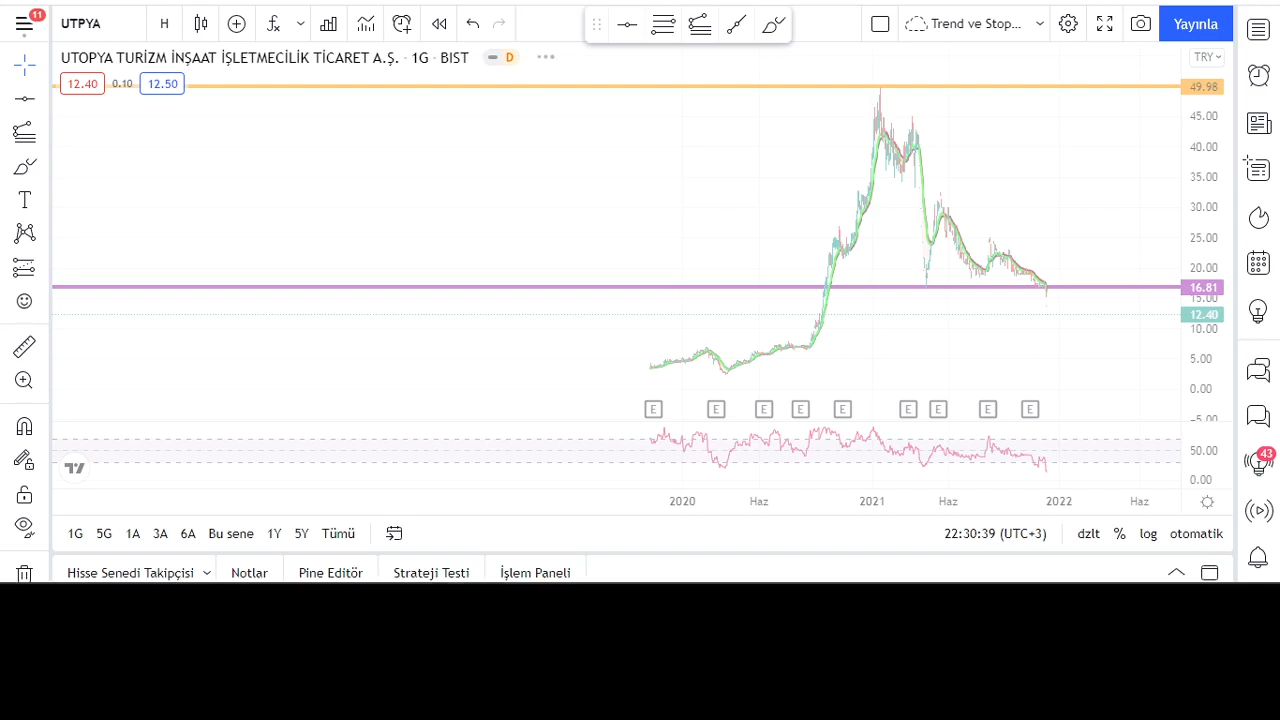 11
UTPYA
H
Trend ve Stop...
Yayınla
UTOPYA TURİZM İNŞAAT İŞLETMECİLİK TİCARET A.Ş. · 1G · BIST
D
TRY
12.40
0.10
12.50
49.98
45.00
40.00
35.00
30.00
25.00
20.00
16.81
15.00
12.40
10.00
5.00
0.00
-5.00
E E E E E E E E E
50.00
0.00
43
2020 Haz 2021 Haz 2022 Haz
1G 5G 1A 3A 6A Bu sene 1Y 5Y Tümü
22:30:39 (UTC+3)
dzlt % log otomatik
Hisse Senedi Takipçisi Notlar Pine Editör Strateji Testi İşlem Paneli